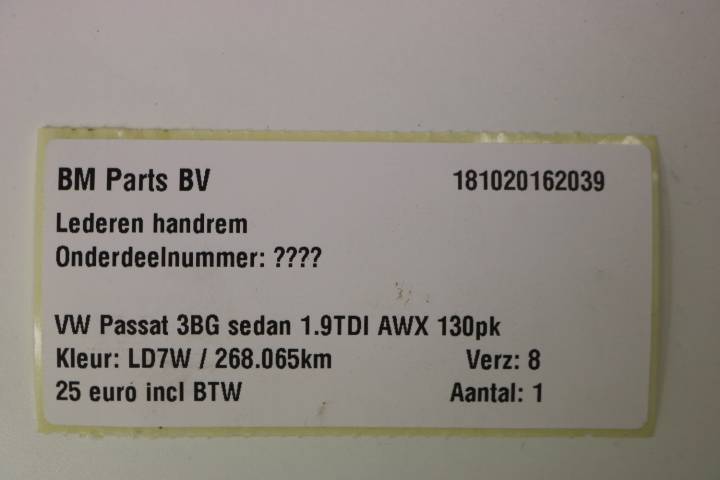 BM Parts BV 181020162039
Lederen handrem
Onderdeelnummer: ????
VW Passat 3BG sedan 1.9TDI AWX 130pk
Kleur: LD7W / 268.065km Verz: 8
25 euro incl BTW Aantal: 1